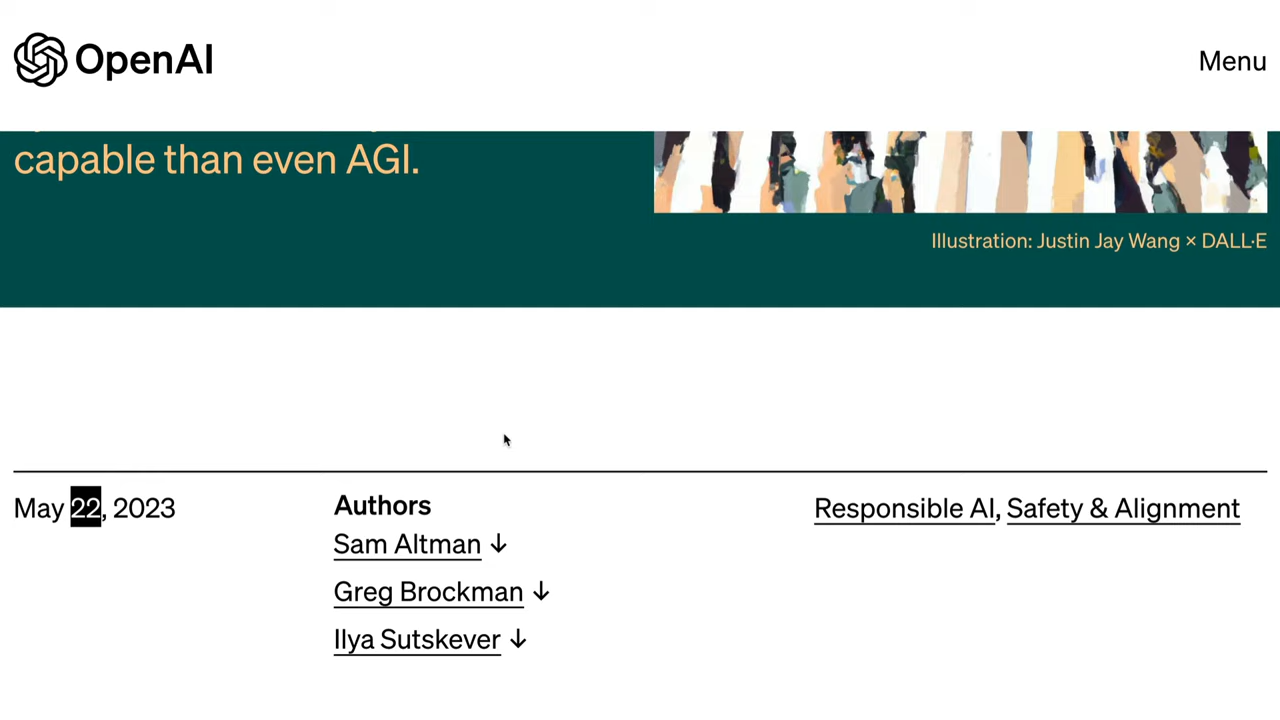 OpenAI
Menu
capable than even AGI.
Illustration: Justin Jay Wang × DALL·E
May 22, 2023
Authors
Sam Altman ↓
Greg Brockman ↓
Ilya Sutskever ↓
Responsible AI, Safety & Alignment